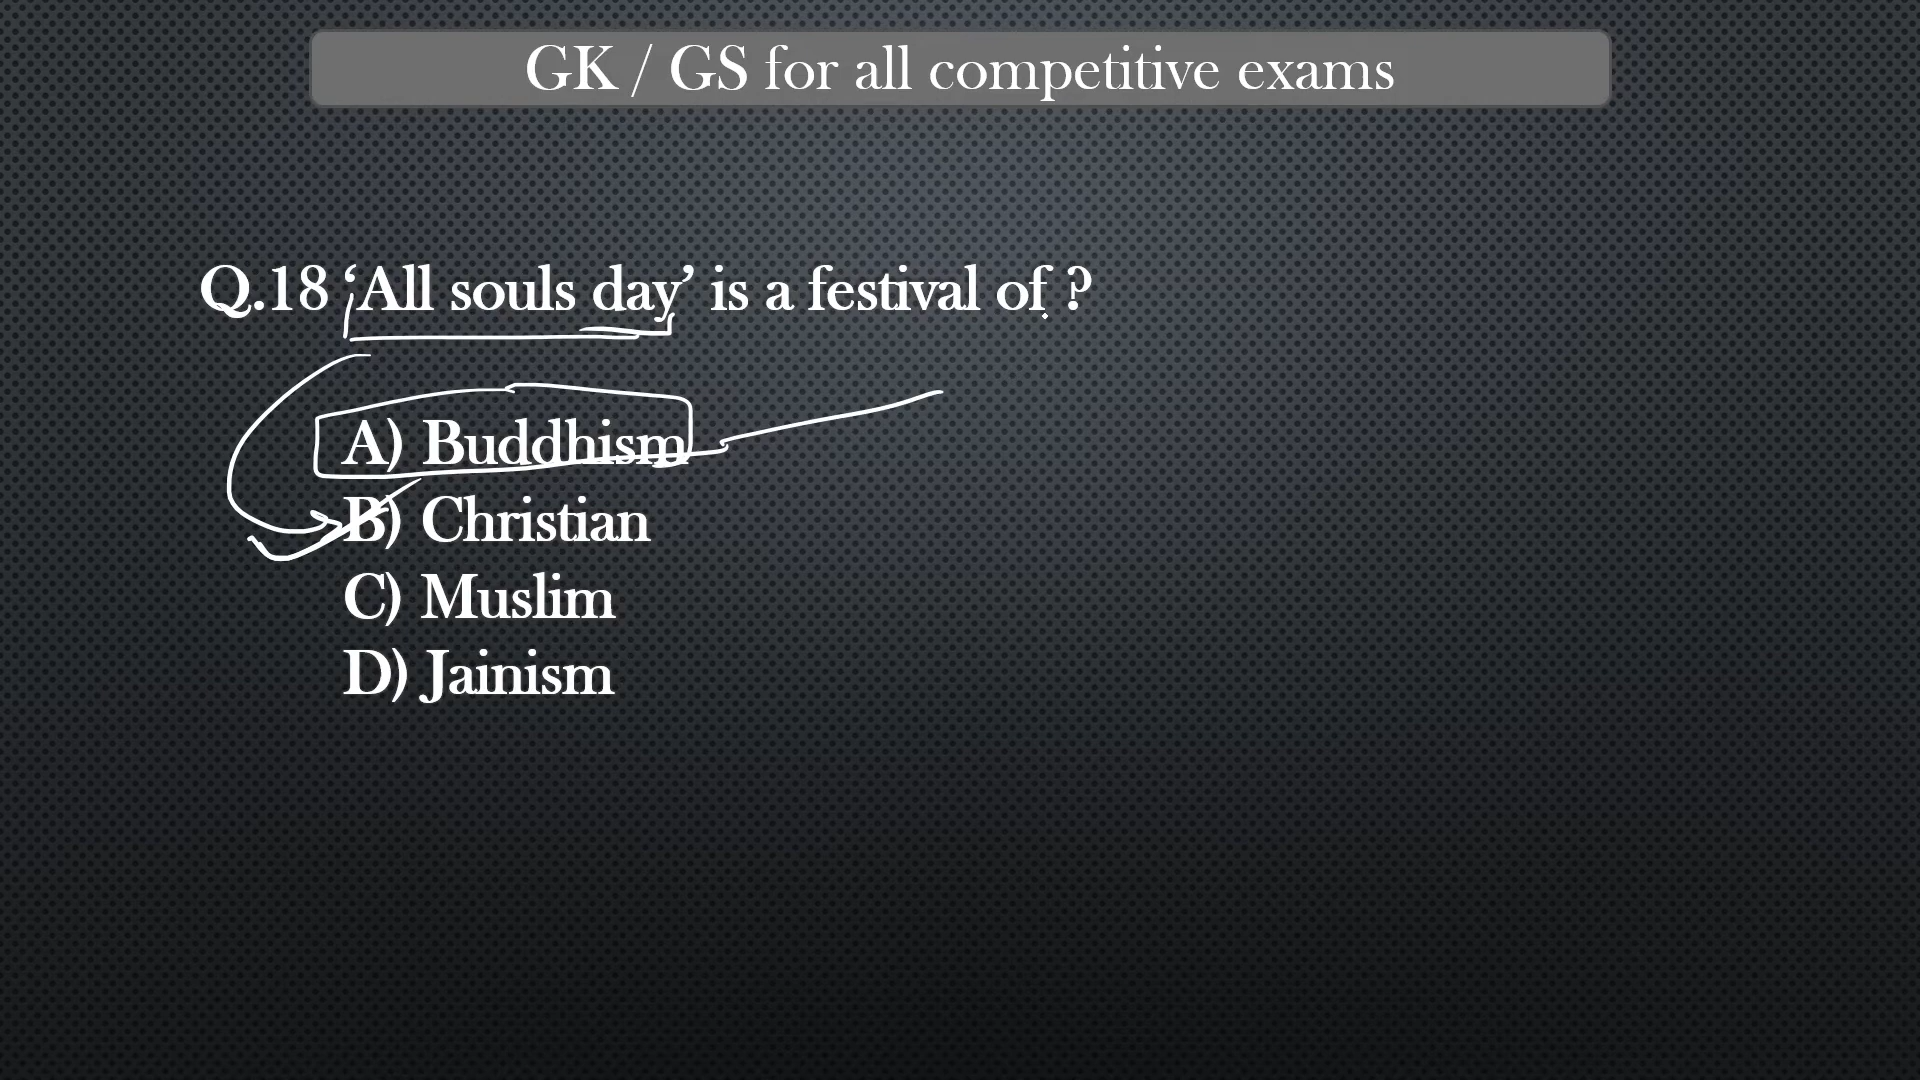 GK / GS for all competitive exams
Q.18 ‘All souls day’ is a festival of ?
A) Buddhism
B) Christian
C) Muslim
D) Jainism